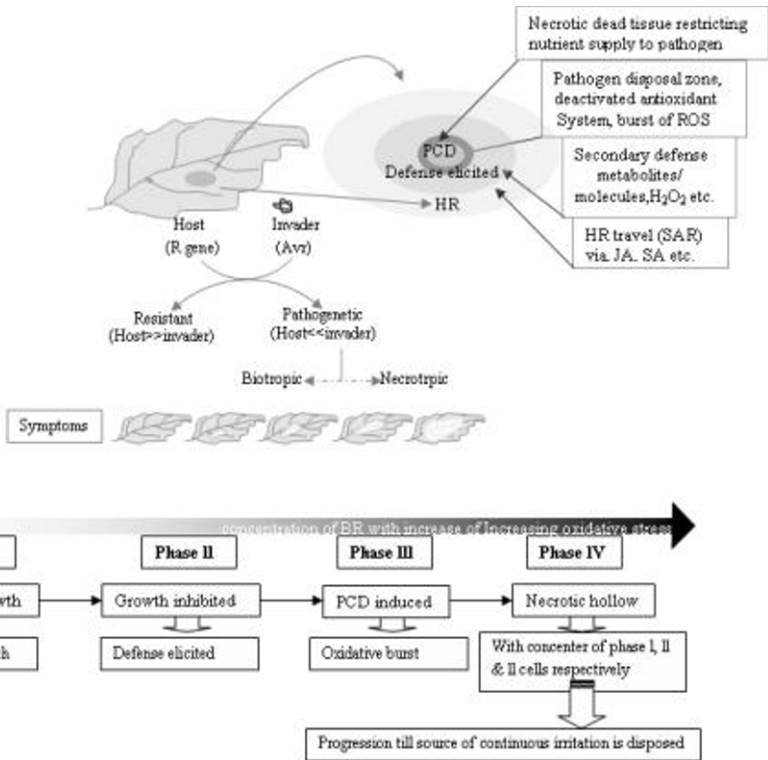 Necrotic dead tissue restricting
nutrient supply to pathogen
Pathogen disposal zone,
deactivated antioxidant
System, burst of ROS
PCD
Defense elicited
Secondary defense
metabolites/
molecules,H₂O₂ etc.
HR
HR travel (SAR)
via JA. SA etc.
Host
(R gene)
Invader
(Avr)
Resistant
(Host>>invader)
Pathogenetic
(Host<<invader)
Biotropic
Necrotrpic
Symptoms
concentration of BR with increase of Increasing oxidative stress
Phase II
Phase III
Phase IV
wth
Growth inhibited
PCD induced
Necrotic hollow
h
Defense elicited
Oxidative burst
With concenter of phase I, II
& II cells respectively
Progression till source of continuous irritation is disposed